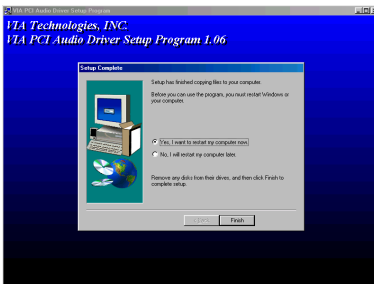 VIA PCI Audio Driver Setup Program
VIA Technologies, INC.
VIA PCI Audio Driver Setup Program 1.06
Setup Complete
Setup has finished copying files to your computer.
Before you can use the program, you must restart Windows or
your computer.
Yes, I want to restart my computer now.
No, I will restart my computer later.
Remove any disks from their drives, and then click Finish to
complete setup.
< Back
Finish